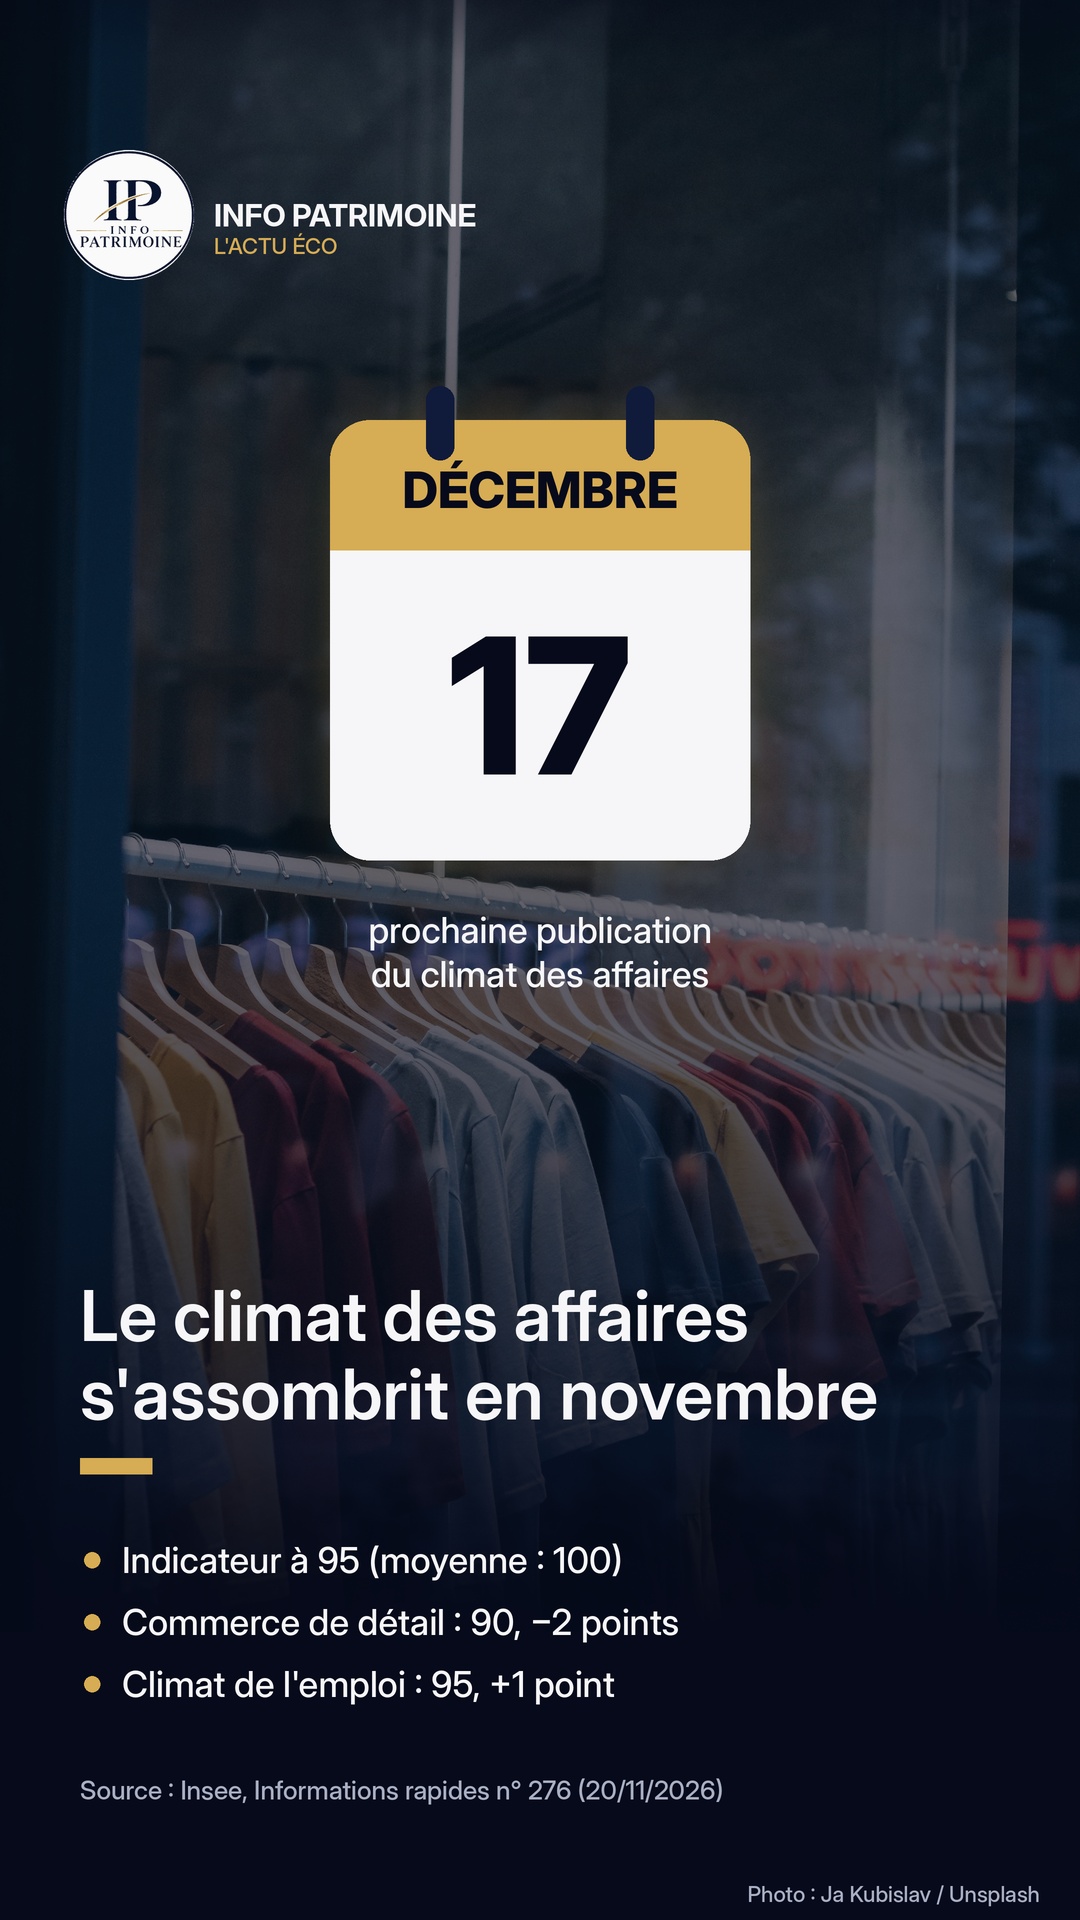 IP
INFO
PATRIMOINE
INFO PATRIMOINE
L'ACTU ÉCO
DÉCEMBRE
17
prochaine publication
du climat des affaires
Le climat des affaires
s'assombrit en novembre
Indicateur à 95 (moyenne : 100)
Commerce de détail : 90, −2 points
Climat de l'emploi : 95, +1 point
Source : Insee, Informations rapides n° 276 (20/11/2026)
Photo : Ja Kubislav / Unsplash